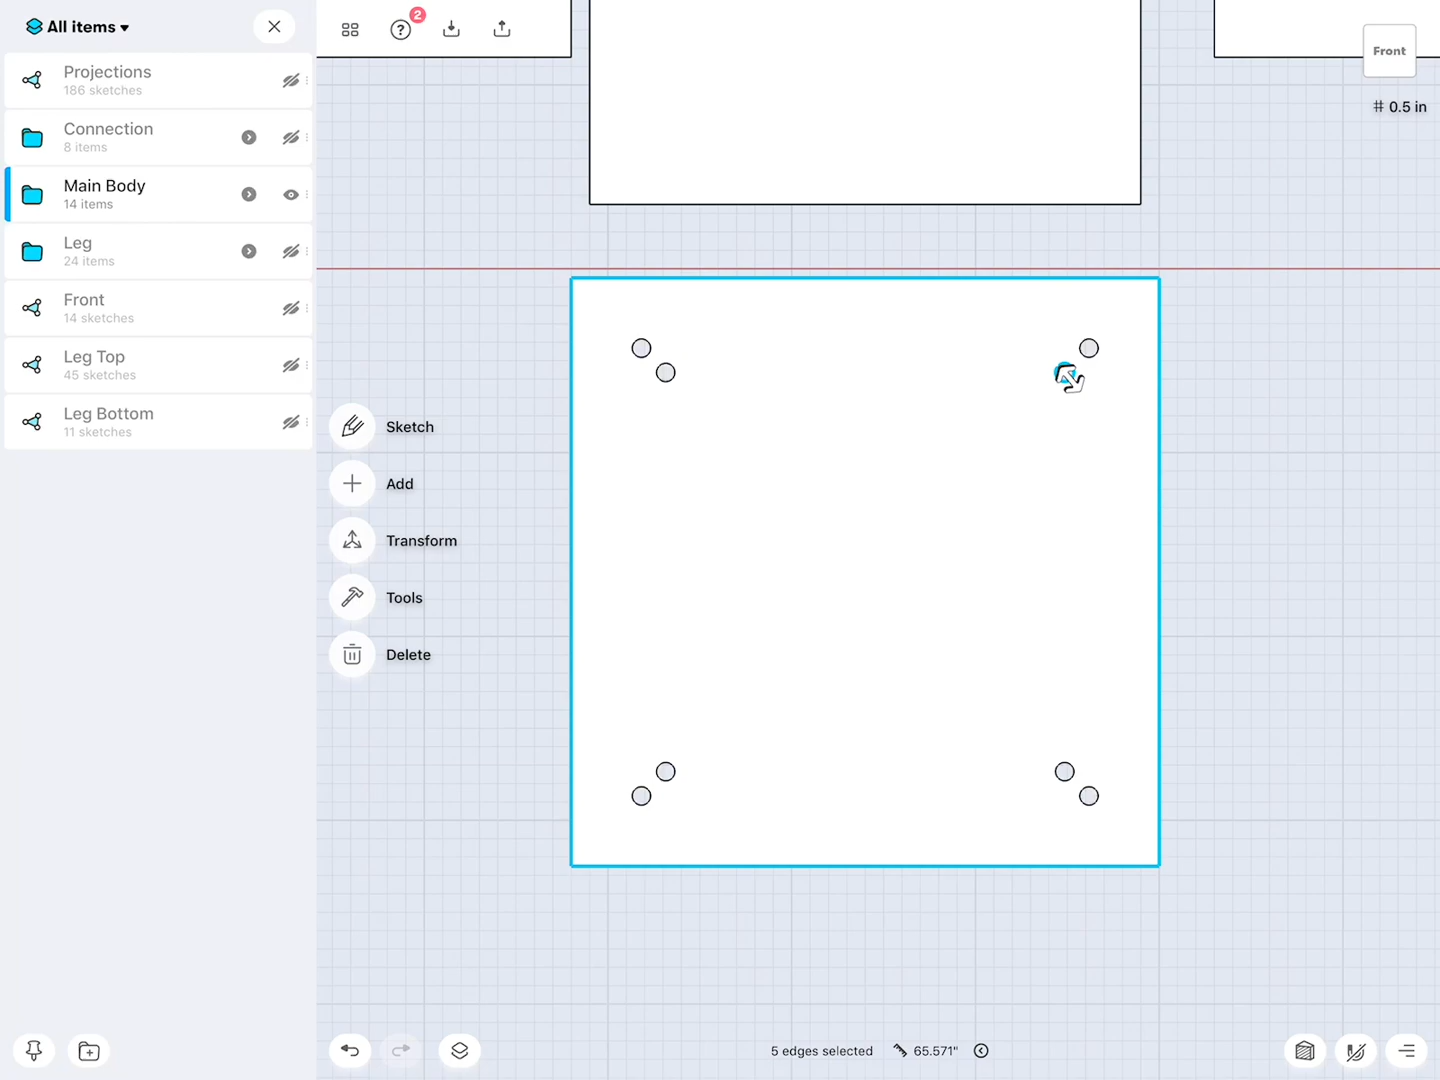 All items
Projections
186 sketches
Connection
8 items
Main Body
14 items
Leg
24 items
Front
14 sketches
Leg Top
45 sketches
Leg Bottom
11 sketches
2
Front
0.5 in
Sketch
Add
Transform
Tools
Delete
5 edges selected
65.571"